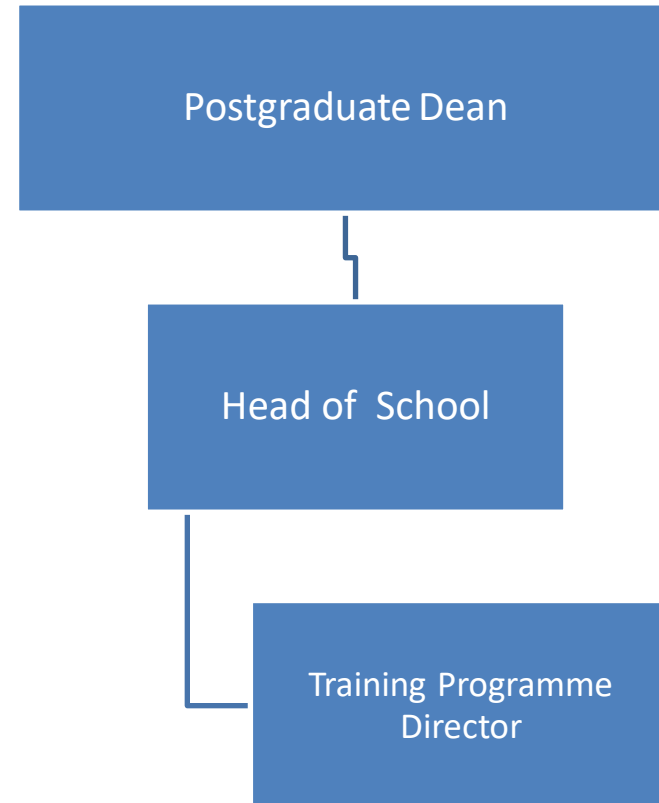 Postgraduate Dean
Head of  School
Training Programme
Director